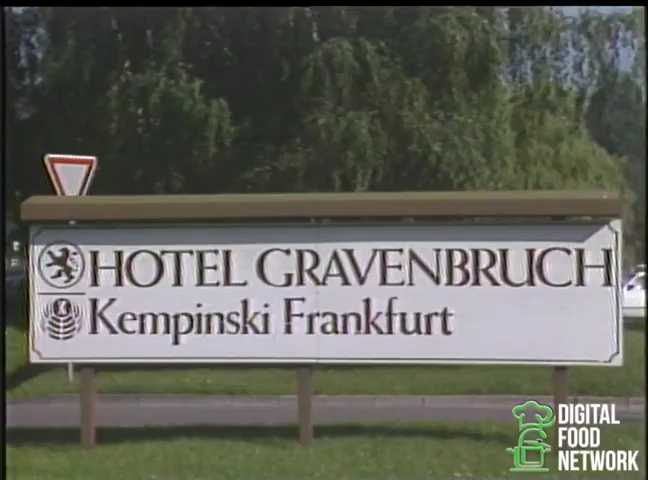 HOTEL GRAVENBRUCH
Kempinski Frankfurt
DIGITAL
FOOD
NETWORK